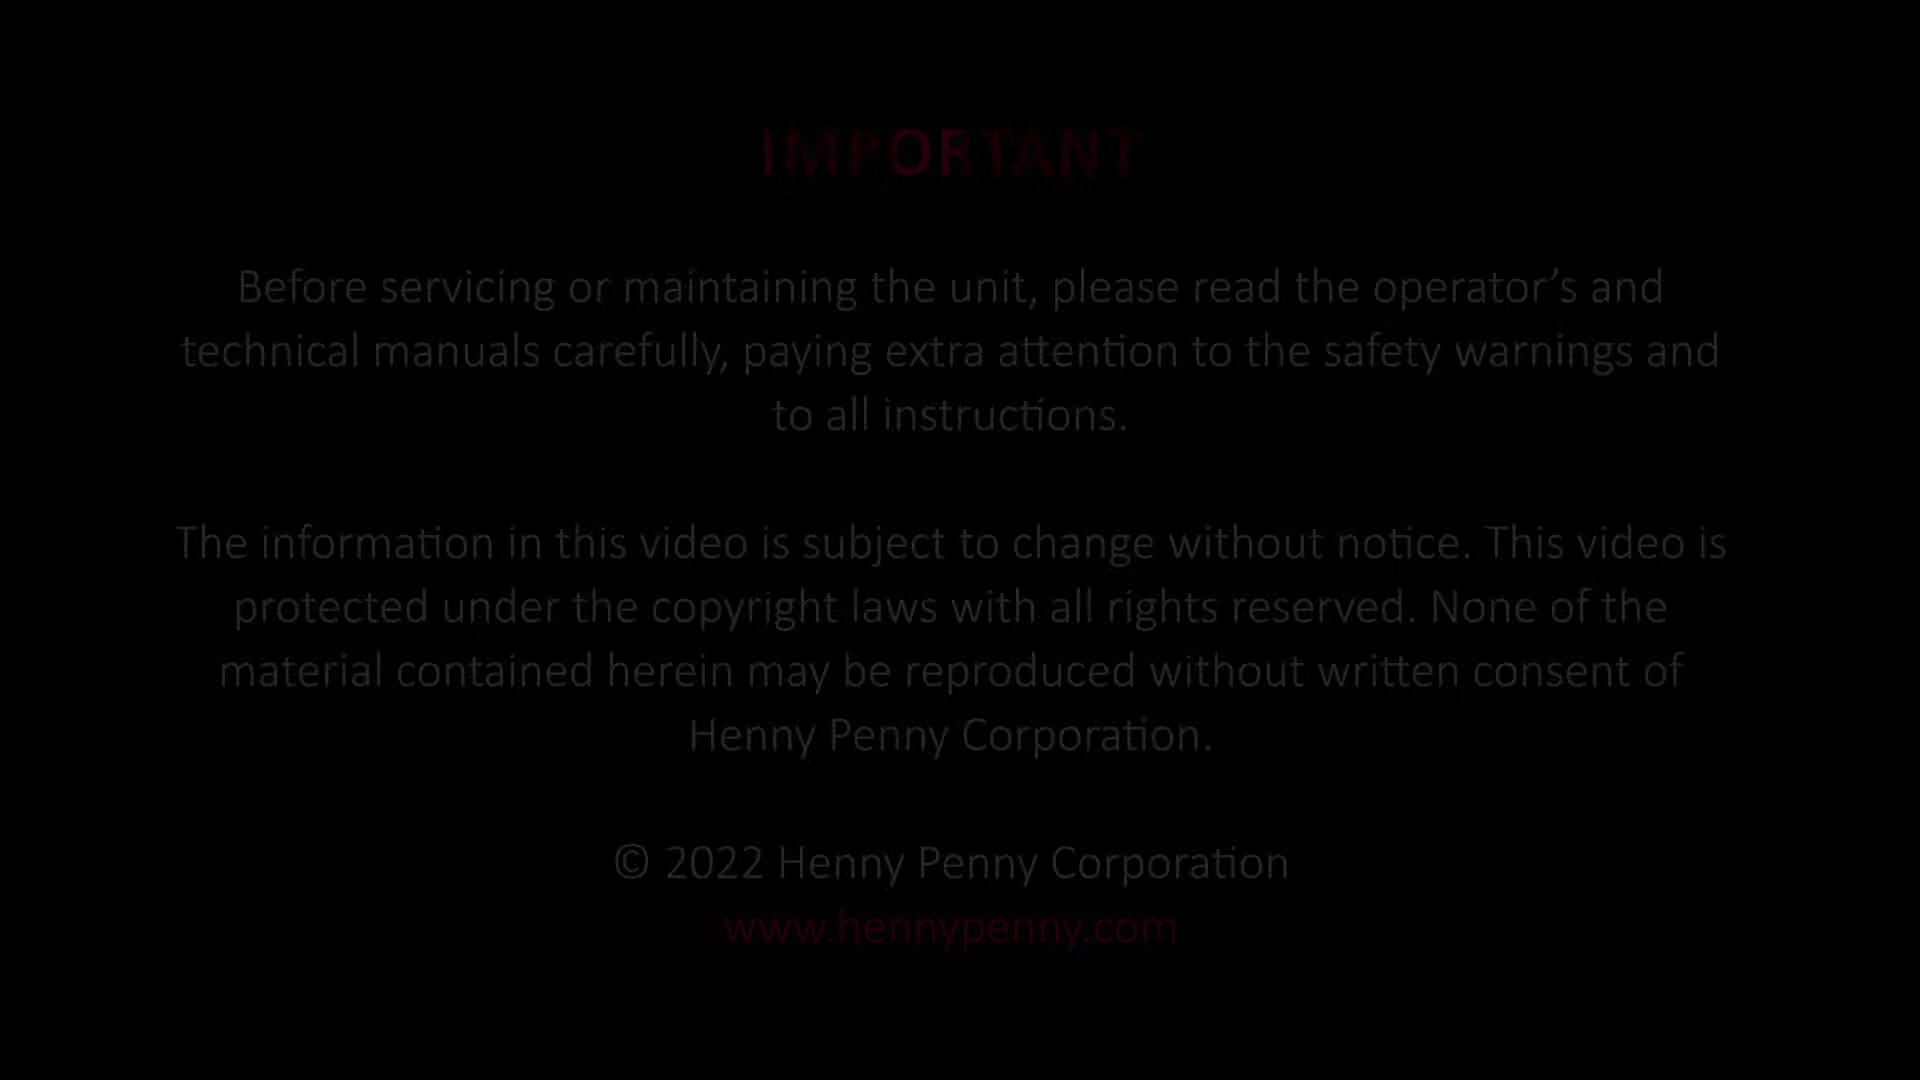 IMPORTANT
Before servicing or maintaining the unit, please read the operator’s and
technical manuals carefully, paying extra attention to the safety warnings and
to all instructions.
The information in this video is subject to change without notice. This video is
protected under the copyright laws with all rights reserved. None of the
material contained herein may be reproduced without written consent of
Henny Penny Corporation.
© 2022 Henny Penny Corporation
www.hennypenny.com